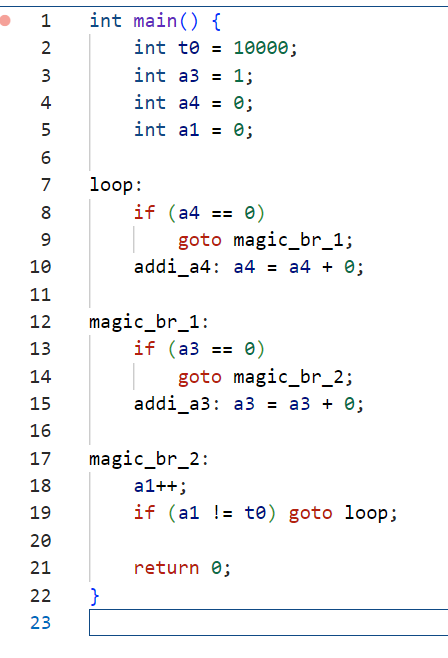 1 int main() {
2 int t0 = 10000;
3 int a3 = 1;
4 int a4 = 0;
5 int a1 = 0;
6
7 loop:
8 if (a4 == 0)
9 goto magic_br_1;
10 addi_a4: a4 = a4 + 0;
11
12 magic_br_1:
13 if (a3 == 0)
14 goto magic_br_2;
15 addi_a3: a3 = a3 + 0;
16
17 magic_br_2:
18 a1++;
19 if (a1 != t0) goto loop;
20
21 return 0;
22 }
23